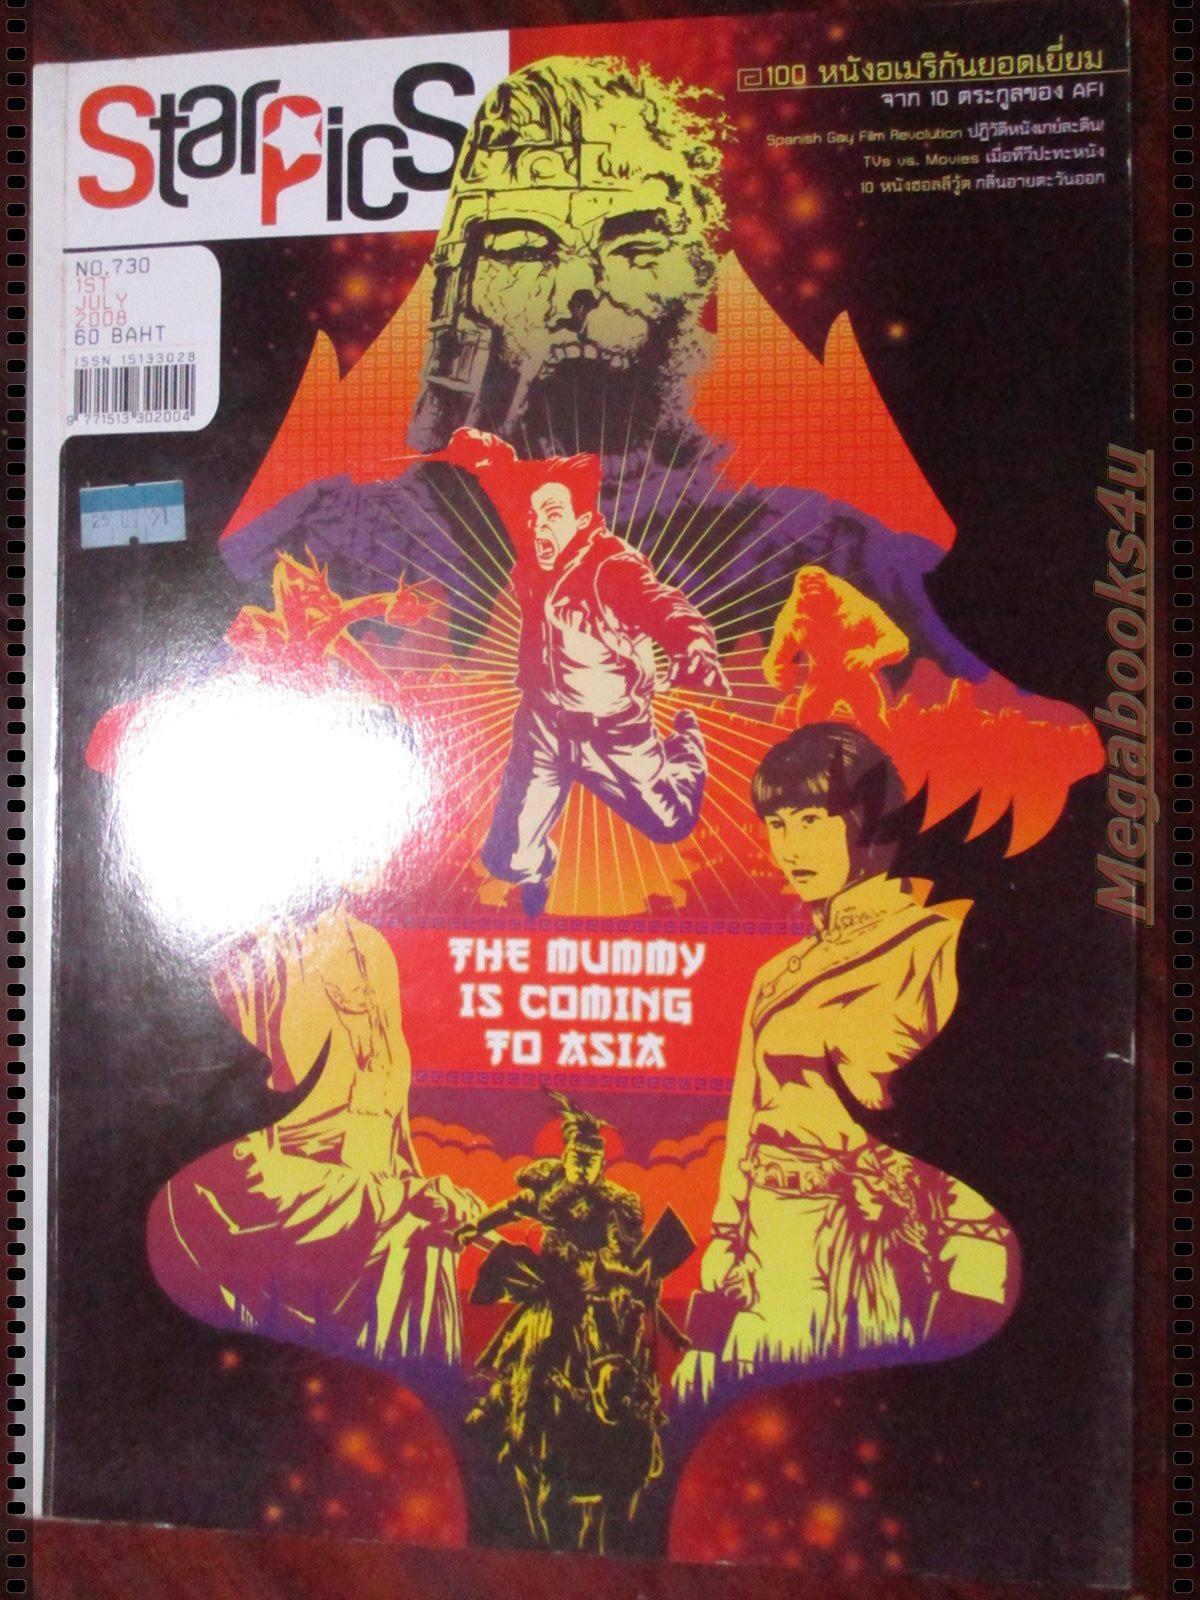 StarpicS
100 หนังอเมริกันยอดเยี่ยม
จาก 10 ตระกูลของ AFI
Spanish Gay Film Revolution ปฏิวัติหนังเกย์ละติน!
TVs vs. Movies เมื่อทีวีปะทะหนัง
10 หนังฮอลลีวู้ด กลิ่นอายตะวันออก
NO.730
1ST
JULY
2008
60 BAHT
ISSN 15133028
9 771513 302004
THE MUMMY
IS COMING
TO ASIA
Megabooks4u